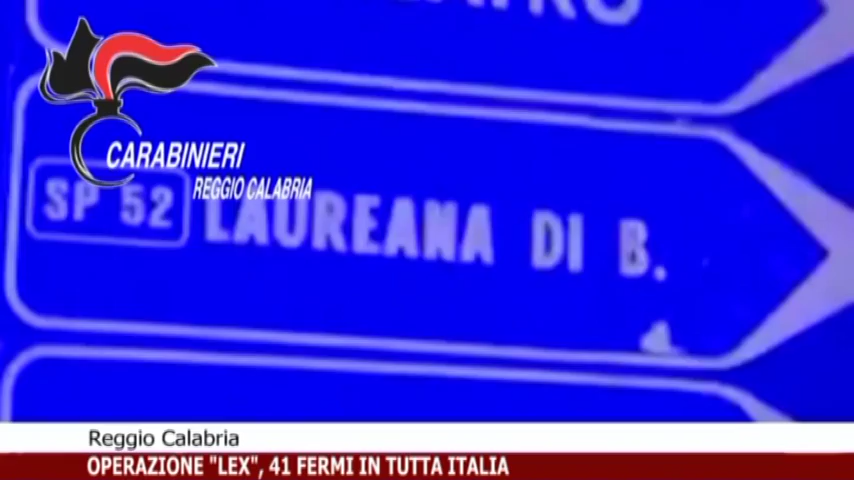 CARABINIERI
REGGIO CALABRIA
SP 52 LAUREANA DI B.
Reggio Calabria
OPERAZIONE "LEX", 41 FERMI IN TUTTA ITALIA